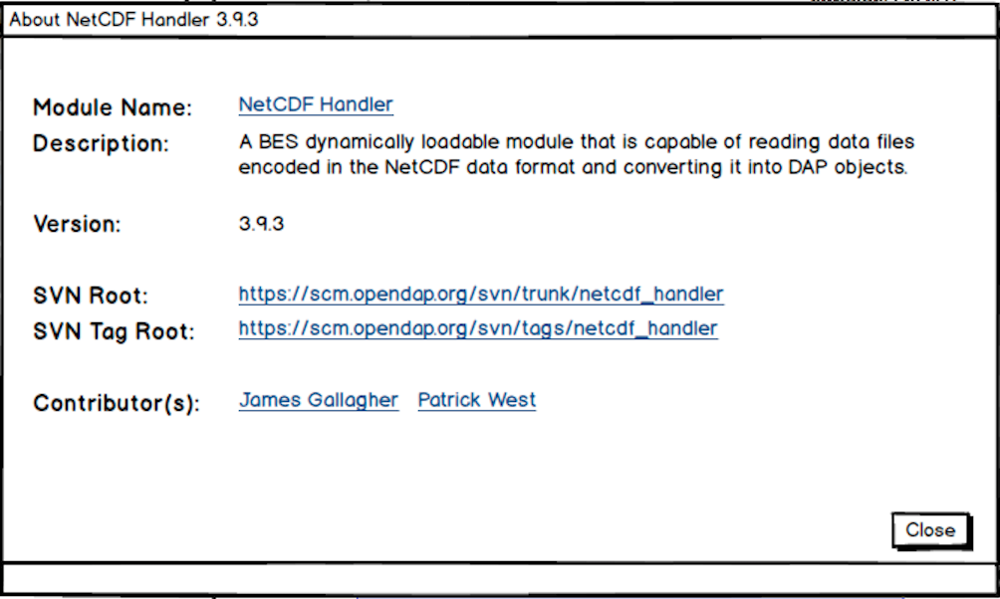 About NetCDF Handler 3.9.3
Module Name: NetCDF Handler
Description: A BES dynamically loadable module that is capable of reading data files
encoded in the NetCDF data format and converting it into DAP objects.
Version: 3.9.3
SVN Root: https://scm.opendap.org/svn/trunk/netcdf_handler
SVN Tag Root: https://scm.opendap.org/svn/tags/netcdf_handler
Contributor(s): James Gallagher Patrick West
Close